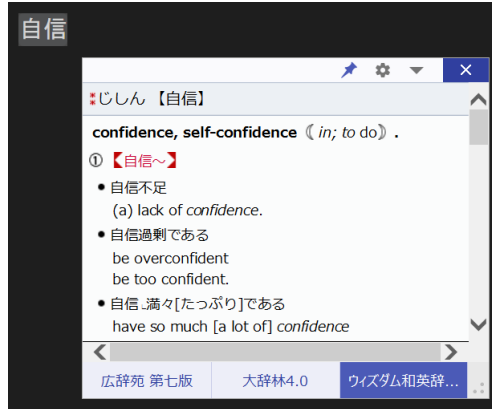 自信
⁑じしん 【自信】
confidence, self-confidence ⦅in; to do⦆.
① 【自信～】
● 自信不足
(a) lack of confidence.
● 自信過剰である
be overconfident
be too confident.
● 自信⌞満々[たっぷり]である
have so much [a lot of] confidence
広辞苑 第七版 大辞林4.0 ウィズダム和英辞...